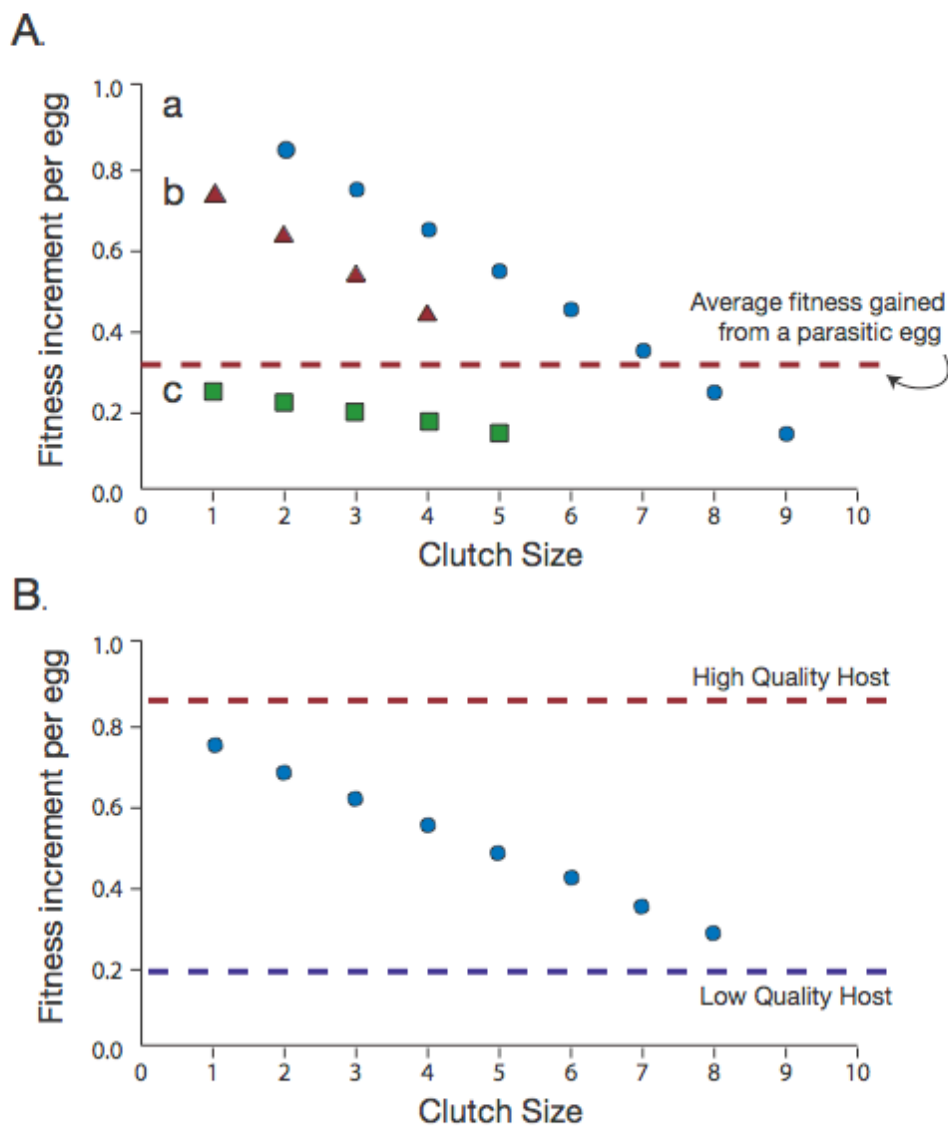 A.
Fitness increment per egg
1.0
0.8
0.6
0.4
0.2
0.0
a
b
c
Average fitness gained
from a parasitic egg
0 1 2 3 4 5 6 7 8 9 10
Clutch Size
B.
Fitness increment per egg
1.0
0.8
0.6
0.4
0.2
0.0
High Quality Host
Low Quality Host
0 1 2 3 4 5 6 7 8 9 10
Clutch Size